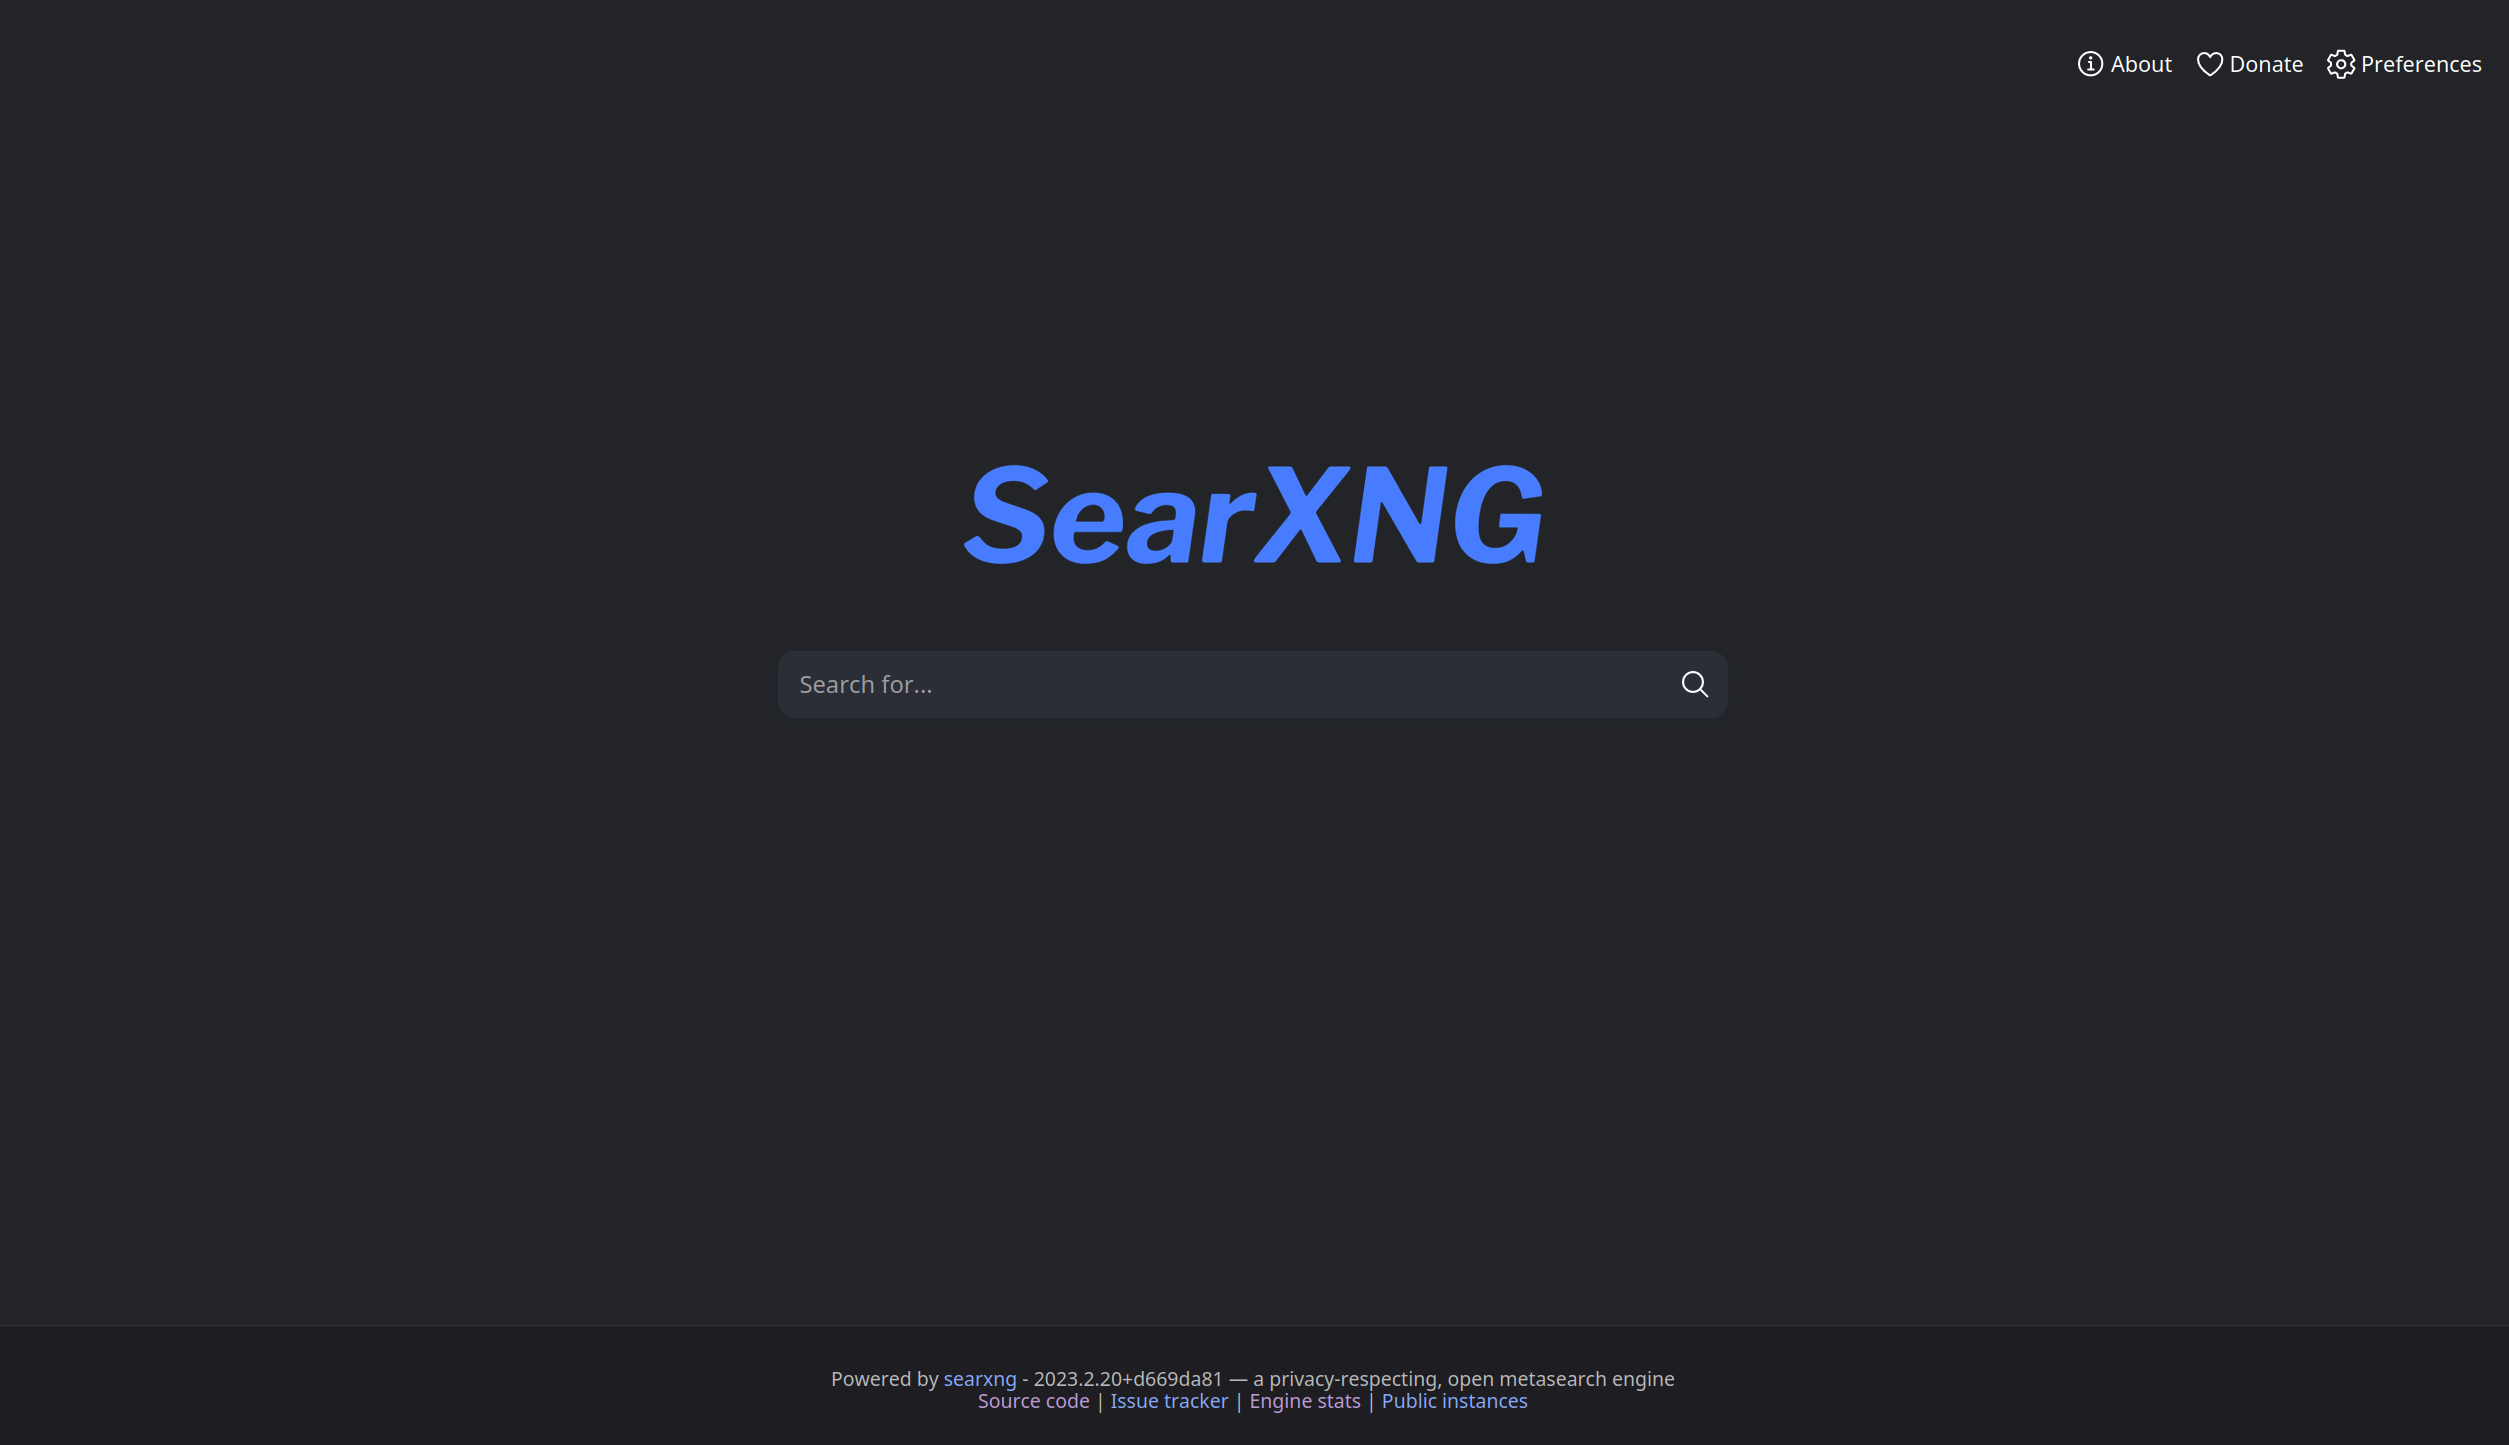 About Donate Preferences
SearXNG
Search for...
Powered by searxng - 2023.2.20+d669da81 — a privacy-respecting, open metasearch engine
Source code | Issue tracker | Engine stats | Public instances